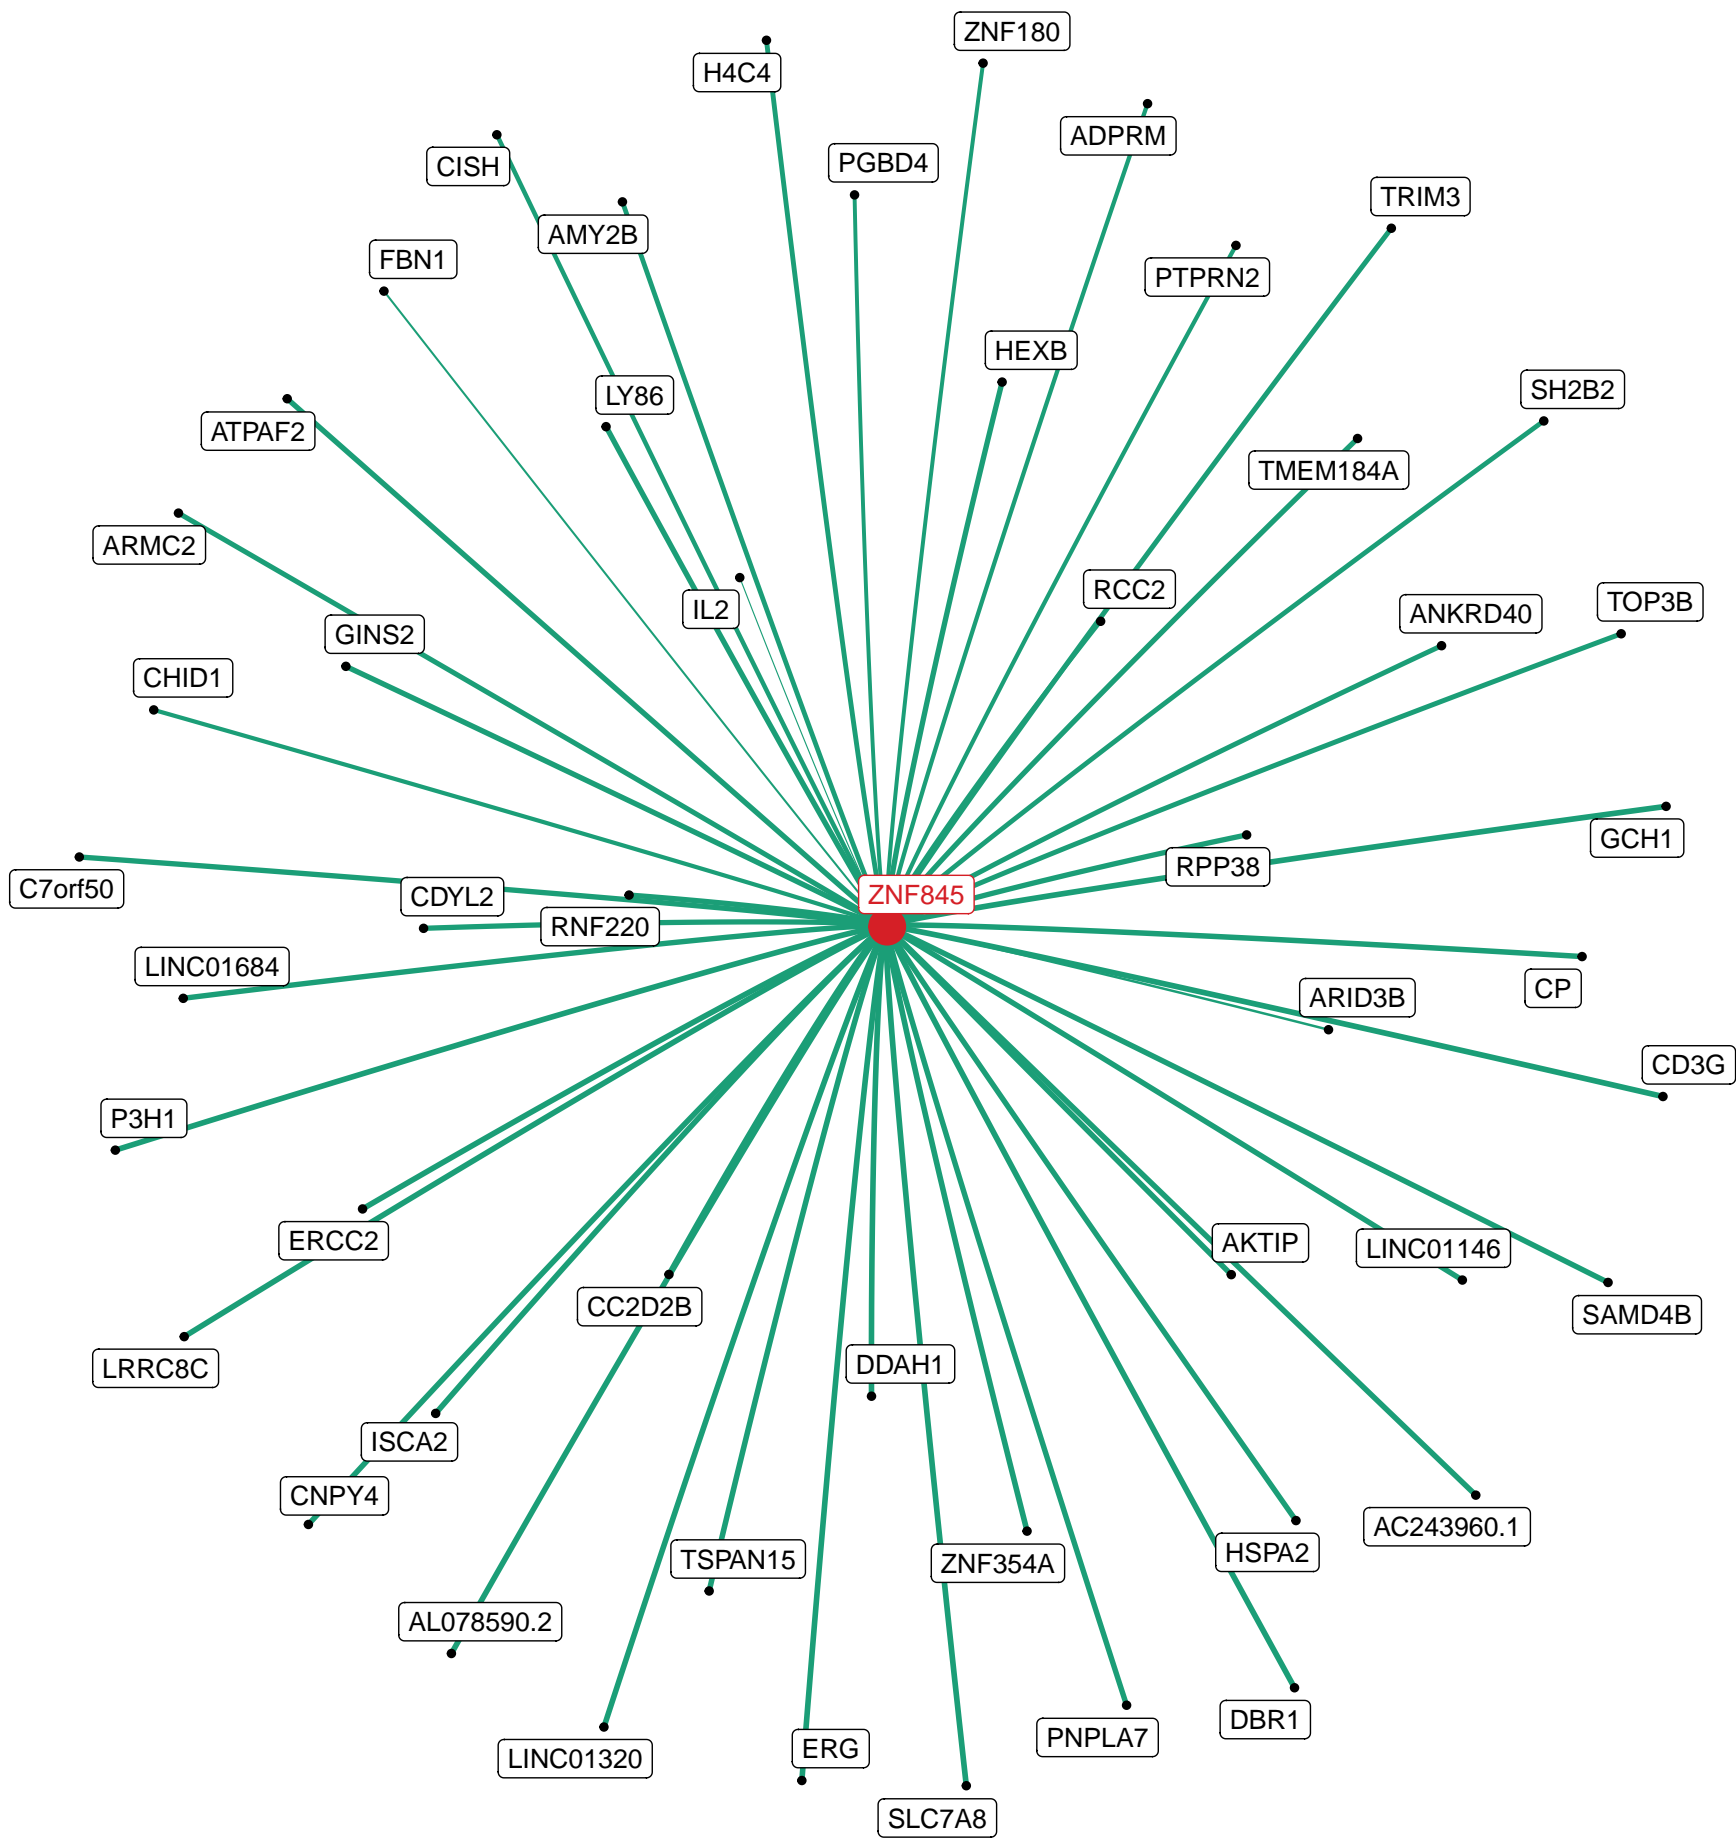 ZNF180
H4C4
ADPRM
PGBD4
CISH
TRIM3
AMY2B
FBN1
PTPRN2
HEXB
SH2B2
LY86
ATPAF2
TMEM184A
ARMC2
RCC2
TOP3B
IL2
ANKRD40
GINS2
CHID1
GCH1
RPP38
C7orf50
ZNF845
CDYL2
RNF220
LINC01684
CP
ARID3B
CD3G
P3H1
ERCC2
AKTIP
LINC01146
CC2D2B
SAMD4B
DDAH1
LRRC8C
ISCA2
CNPY4
AC243960.1
HSPA2
TSPAN15
ZNF354A
AL078590.2
DBR1
PNPLA7
ERG
LINC01320
SLC7A8